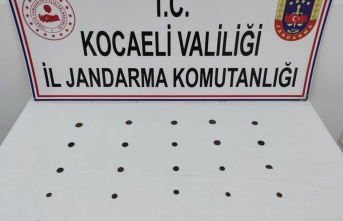 T.C.
KOCAELİ VALİLİĞİ
İL JANDARMA KOMUTANLIĞI